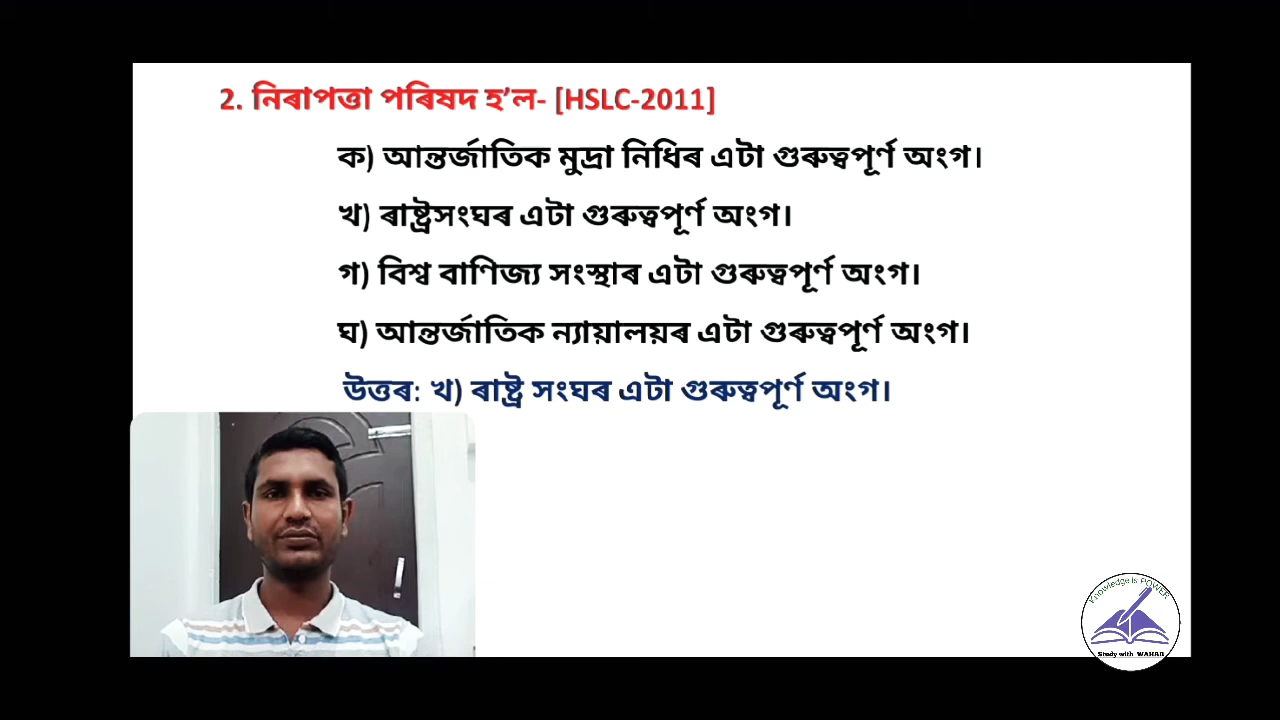 2. নিৰাপত্তা পৰিষদ হ'ল- [HSLC-2011]
ক) আন্তৰ্জাতিক মুদ্ৰা নিধিৰ এটা গুৰুত্বপূৰ্ণ অংগ।
খ) ৰাষ্ট্ৰসংঘৰ এটা গুৰুত্বপূৰ্ণ অংগ।
গ) বিশ্ব বাণিজ্য সংস্থাৰ এটা গুৰুত্বপূৰ্ণ অংগ।
ঘ) আন্তৰ্জাতিক ন্যায়ালয়ৰ এটা গুৰুত্বপূৰ্ণ অংগ।
উত্তৰ: খ) ৰাষ্ট্ৰ সংঘৰ এটা গুৰুত্বপূৰ্ণ অংগ।
Knowledge is POWER
Study with WAHAB